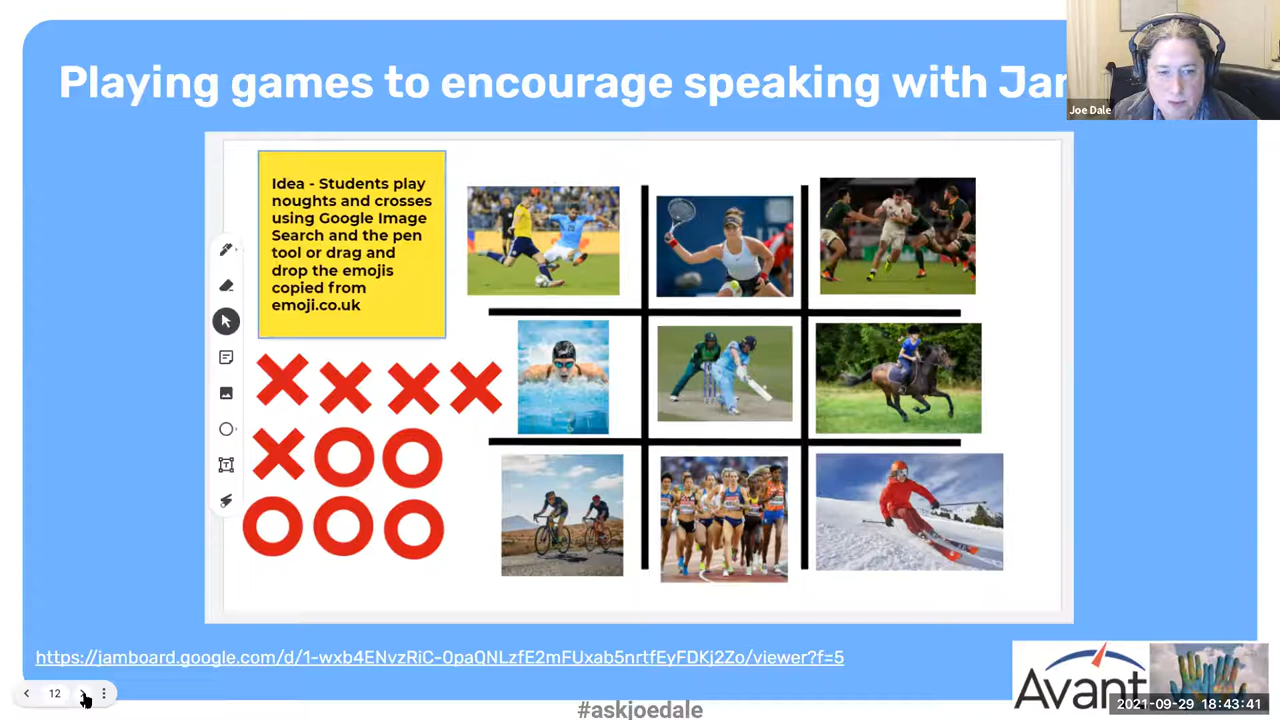 Playing games to encourage speaking with Jam
Joe Dale
Idea - Students play
noughts and crosses
using Google Image
Search and the pen
tool or drag and
drop the emojis
copied from
emoji.co.uk
https://jamboard.google.com/d/1-wxb4ENvzRiC-0paQNLzfE2mFUxab5nrtfEyFDKj2Zo/viewer?f=5
12
Avant
2021-09-29 18:43:41
#askjoedale